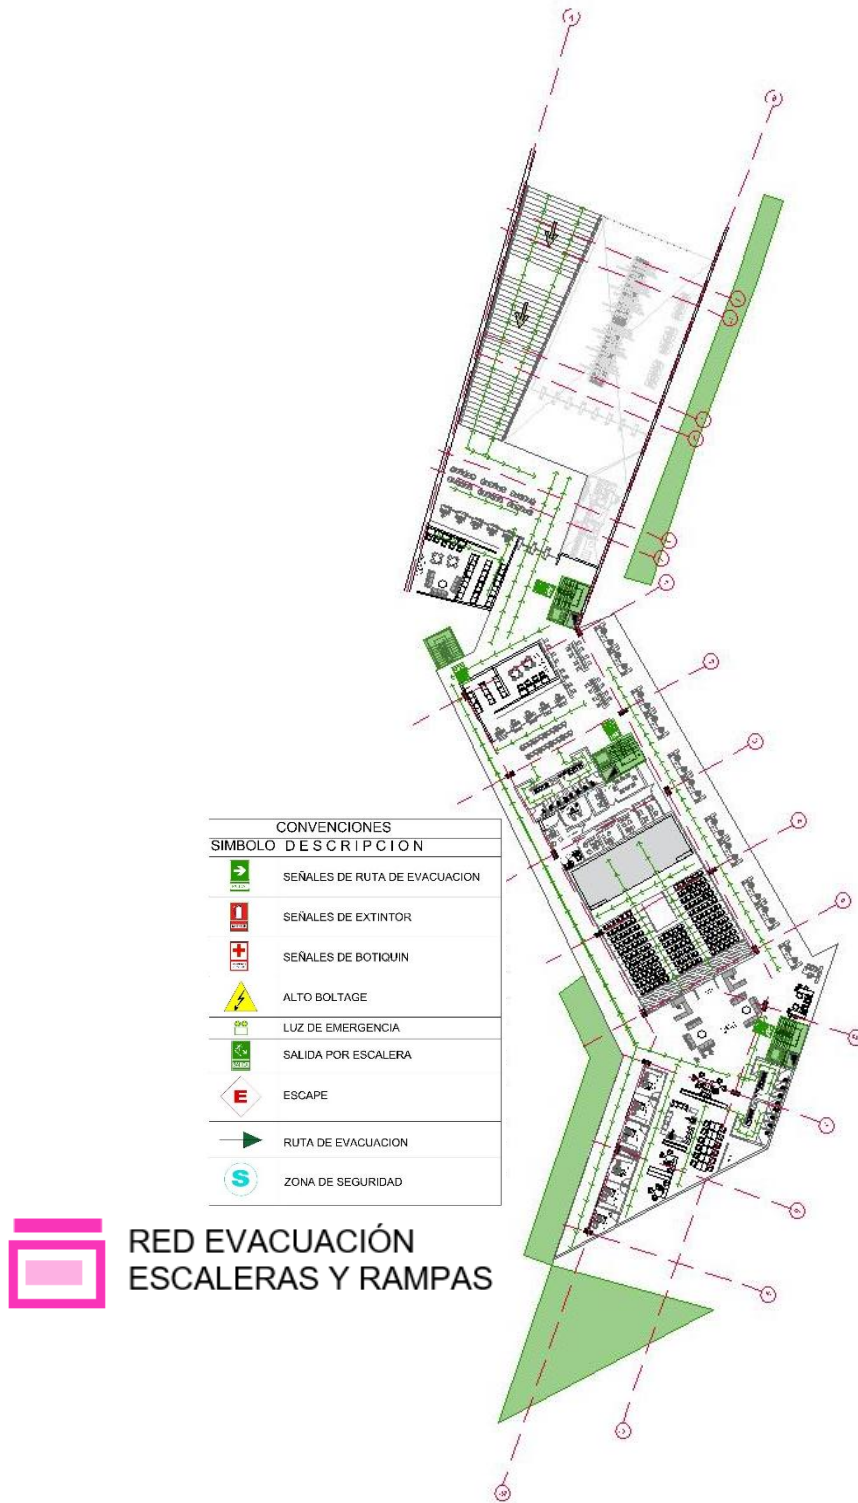 CONVENCIONES
SIMBOLO DESCRIPCION
SEÑALES DE RUTA DE EVACUACION
SEÑALES DE EXTINTOR
SEÑALES DE BOTIQUIN
ALTO BOLTAGE
LUZ DE EMERGENCIA
SALIDA POR ESCALERA
E ESCAPE
RUTA DE EVACUACION
S ZONA DE SEGURIDAD
RED EVACUACIÓN
ESCALERAS Y RAMPAS